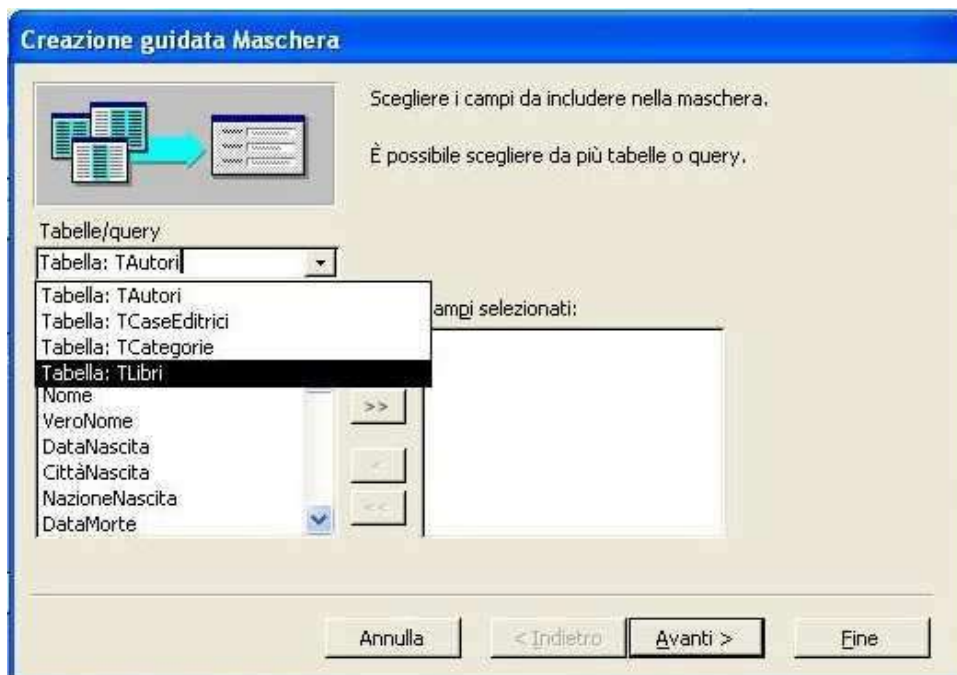 Creazione guidata Maschera
Scegliere i campi da includere nella maschera.
È possibile scegliere da più tabelle o query.
Tabelle/query
Tabella: TAutori
Tabella: TAutori
Tabella: TCaseEditrici
Tabella: TCategorie
Tabella: TLibri
ampi selezionati:
Nome
VeroNome
DataNascita
CittàNascita
NazioneNascita
DataMorte
>>
<
<<
Annulla
< Indietro
Avanti >
Fine